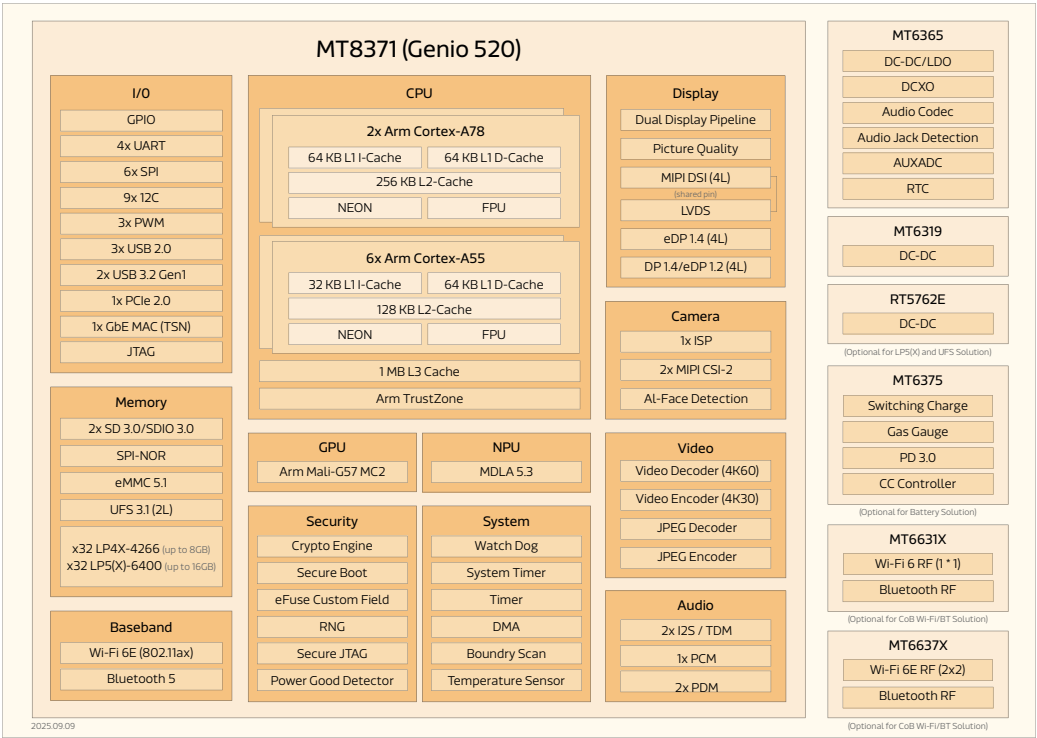 MT8371 (Genio 520)
I/0
GPIO
4x UART
6x SPI
9x 12C
3x PWM
3x USB 2.0
2x USB 3.2 Gen1
1x PCIe 2.0
1x GbE MAC (TSN)
JTAG
Memory
2x SD 3.0/SDIO 3.0
SPI-NOR
eMMC 5.1
UFS 3.1 (2L)
x32 LP4X-4266 (up to 8GB)
x32 LP5(X)-6400 (up to 16GB)
Baseband
Wi-Fi 6E (802.11ax)
Bluetooth 5
CPU
2x Arm Cortex-A78
64 KB L1 I-Cache
64 KB L1 D-Cache
256 KB L2-Cache
NEON
FPU
6x Arm Cortex-A55
32 KB L1 I-Cache
64 KB L1 D-Cache
128 KB L2-Cache
NEON
FPU
1 MB L3 Cache
Arm TrustZone
GPU
Arm Mali-G57 MC2
NPU
MDLA 5.3
Security
Crypto Engine
Secure Boot
eFuse Custom Field
RNG
Secure JTAG
Power Good Detector
System
Watch Dog
System Timer
Timer
DMA
Boundry Scan
Temperature Sensor
Display
Dual Display Pipeline
Picture Quality
MIPI DSI (4L)
(shared pin)
LVDS
eDP 1.4 (4L)
DP 1.4/eDP 1.2 (4L)
Camera
1x ISP
2x MIPI CSI-2
Al-Face Detection
Video
Video Decoder (4K60)
Video Encoder (4K30)
JPEG Decoder
JPEG Encoder
Audio
2x I2S / TDM
1x PCM
2x PDM
MT6365
DC-DC/LDO
DCXO
Audio Codec
Audio Jack Detection
AUXADC
RTC
MT6319
DC-DC
RT5762E
DC-DC
(Optional for LP5(X) and UFS Solution)
MT6375
Switching Charge
Gas Gauge
PD 3.0
CC Controller
(Optional for Battery Solution)
MT6631X
Wi-Fi 6 RF (1 * 1)
Bluetooth RF
(Optional for CoB Wi-Fi/BT Solution)
MT6637X
Wi-Fi 6E RF (2x2)
Bluetooth RF
(Optional for CoB Wi-Fi/BT Solution)
2025.09.09